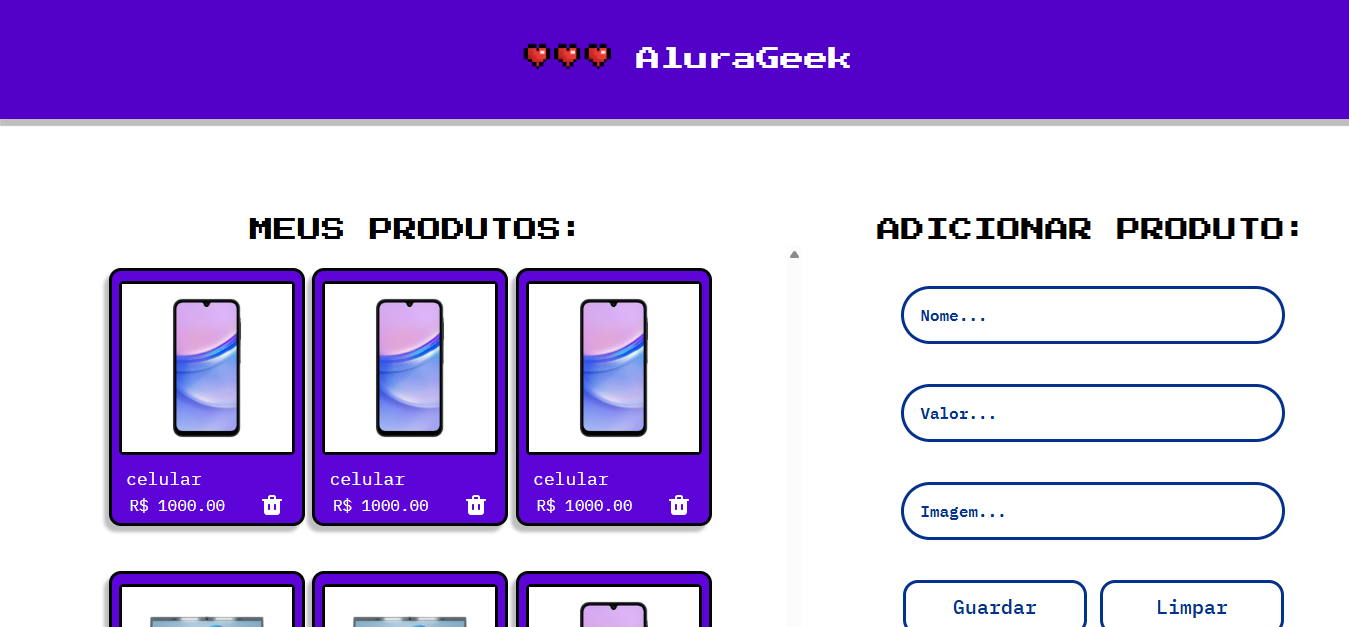 AluraGeek
MEUS PRODUTOS:
celular
R$ 1000.00
celular
R$ 1000.00
celular
R$ 1000.00
ADICIONAR PRODUTO:
Nome...
Valor...
Imagem...
Guardar
Limpar